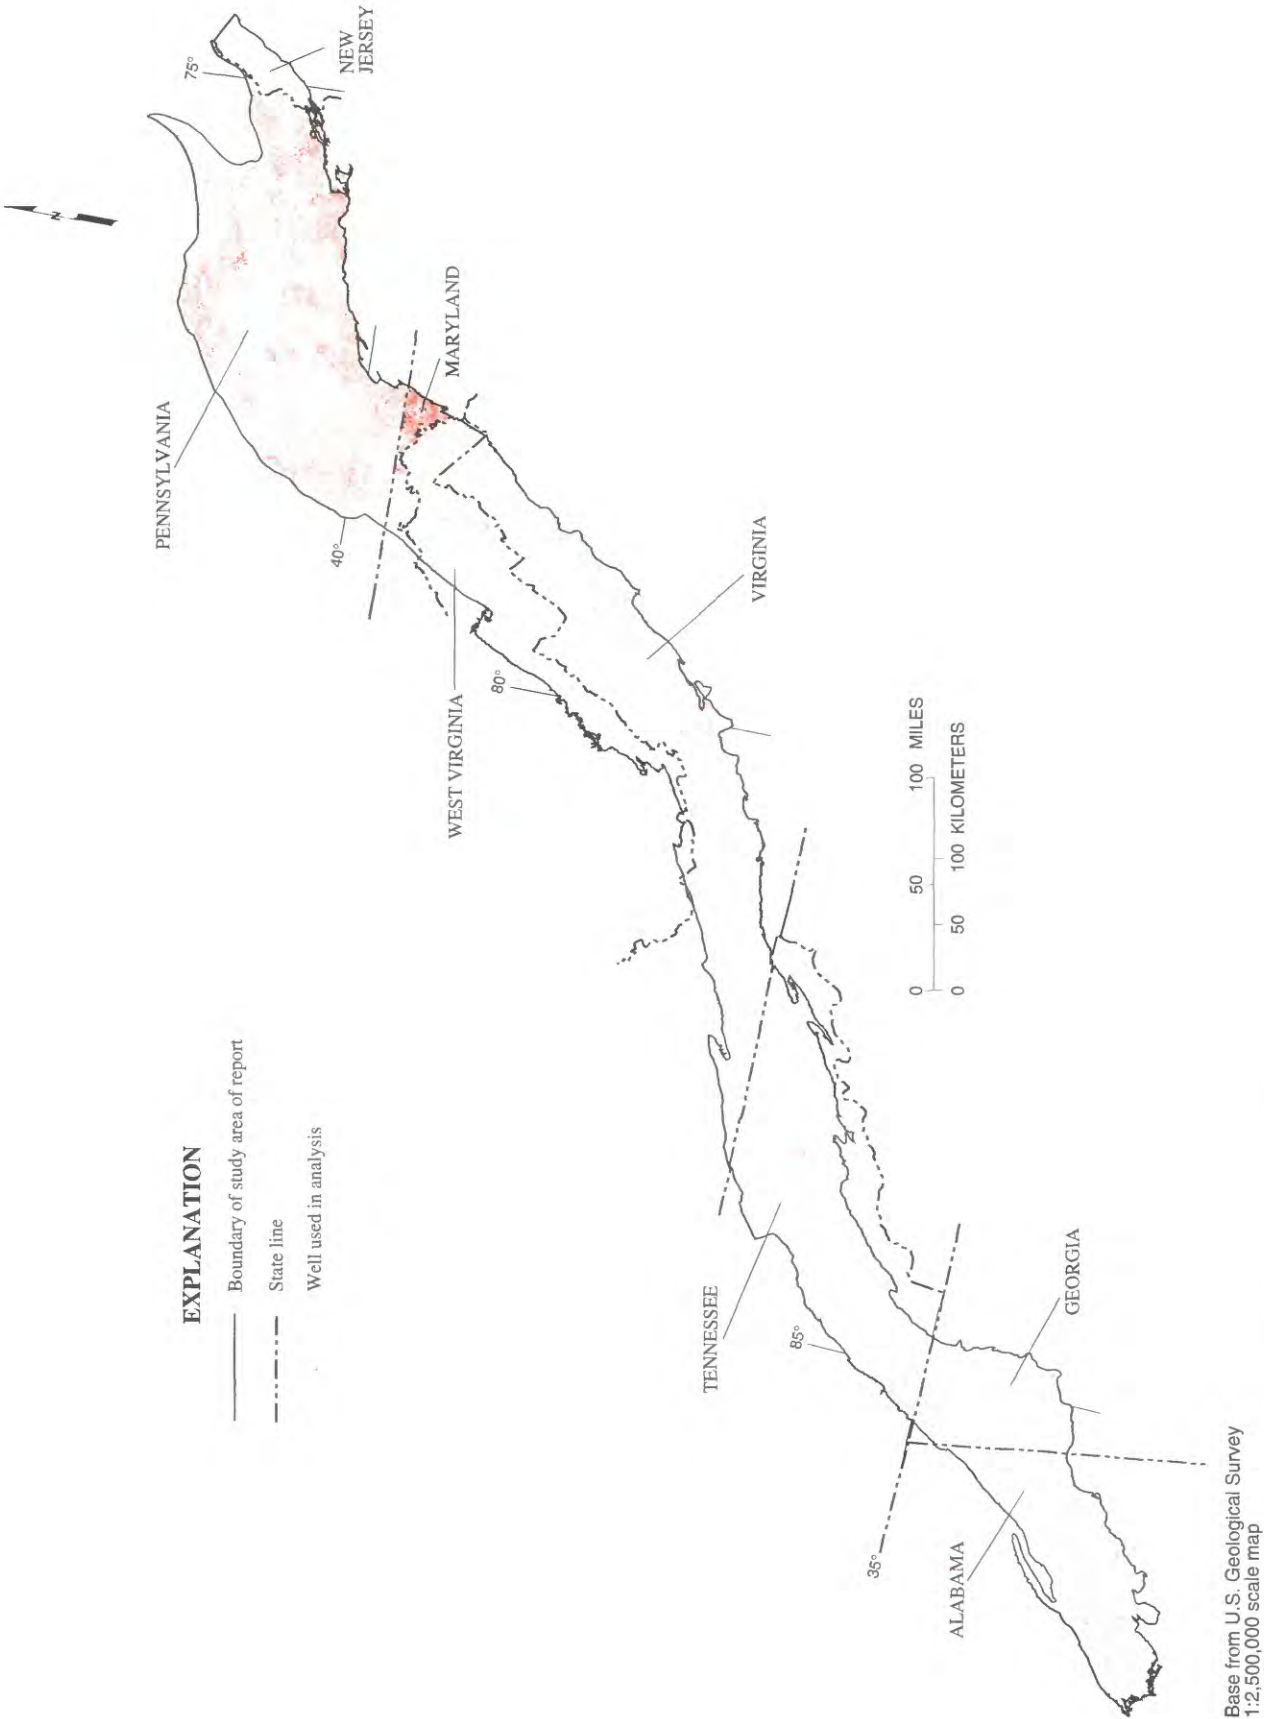 N
75°
NEW
JERSEY
PENNSYLVANIA
MARYLAND
40°
WEST VIRGINIA
80°
VIRGINIA
EXPLANATION
Boundary of study area of report
State line
Well used in analysis
0 50 100 MILES
0 50 100 KILOMETERS
TENNESSEE
85°
GEORGIA
35°
ALABAMA
Base from U.S. Geological Survey
1:2,500,000 scale map